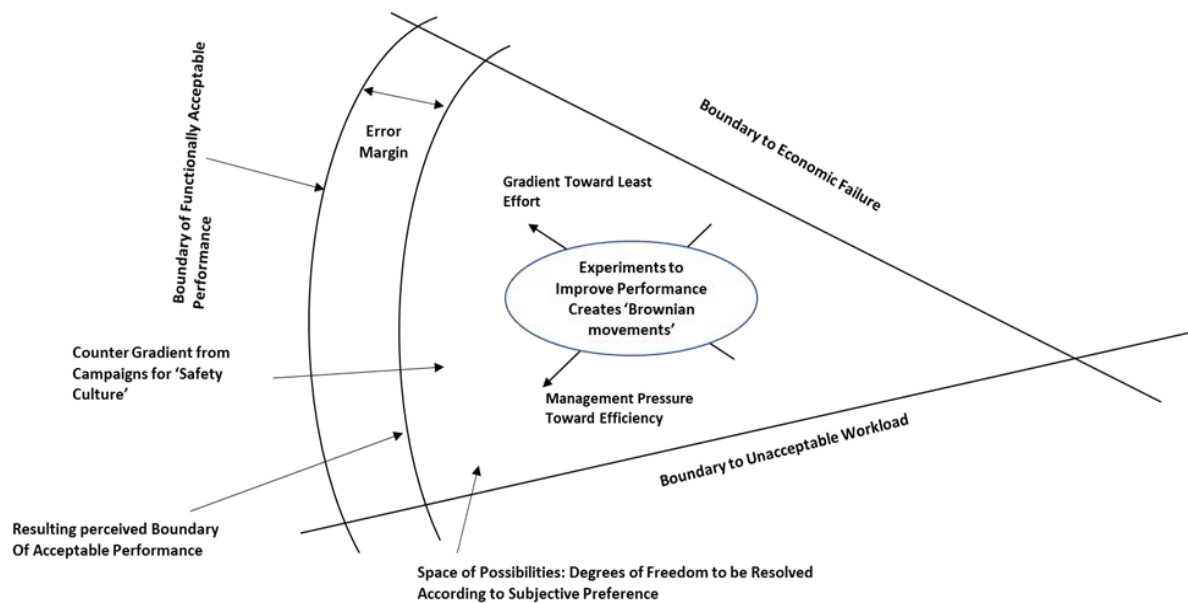 Boundary of Functionally Acceptable
Performance
Error
Margin
Boundary to Economic Failure
Gradient Toward Least
Effort
Experiments to
Improve Performance
Creates ‘Brownian
movements’
Counter Gradient from
Campaigns for ‘Safety
Culture’
Management Pressure
Toward Efficiency
Boundary to Unacceptable Workload
Resulting perceived Boundary
Of Acceptable Performance
Space of Possibilities: Degrees of Freedom to be Resolved
According to Subjective Preference